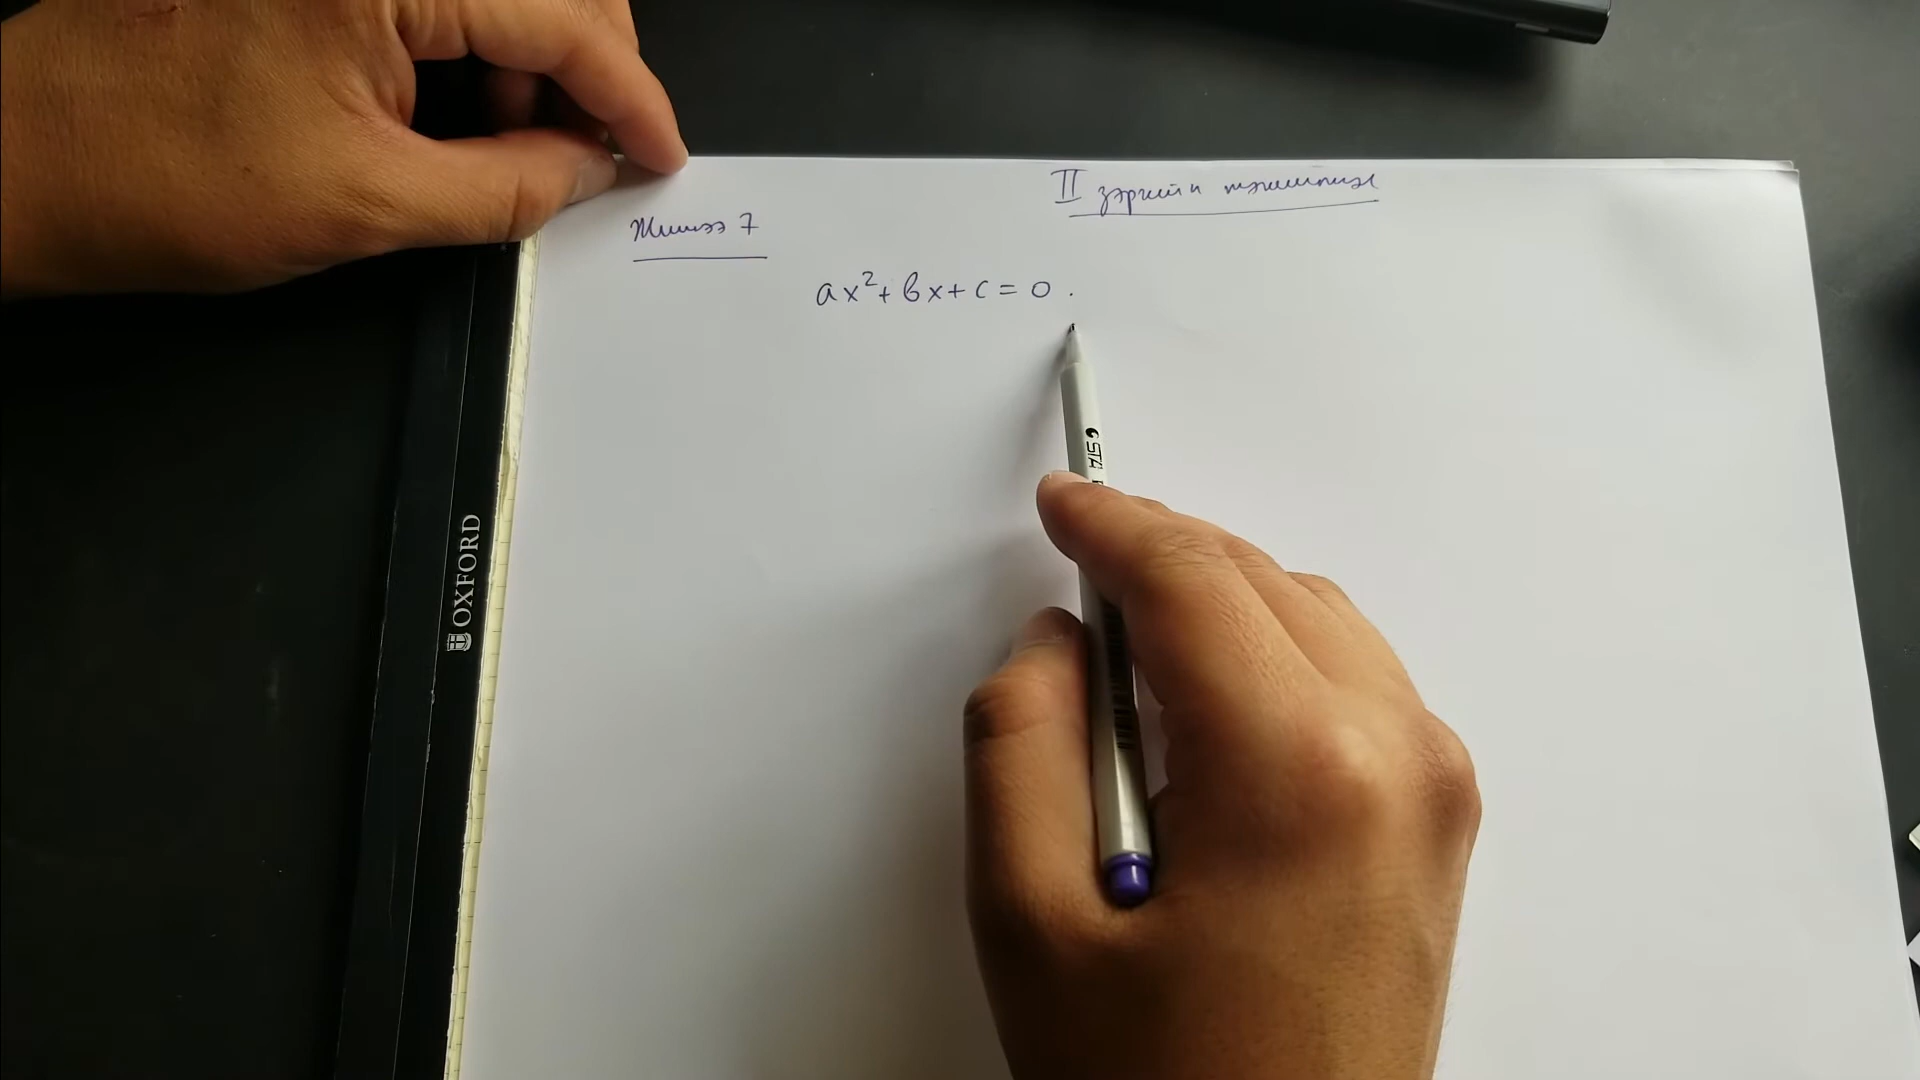 II зэргийн тэгшитгэл
Жишээ 7
ax²+bx+c=0.
OXFORD
STA